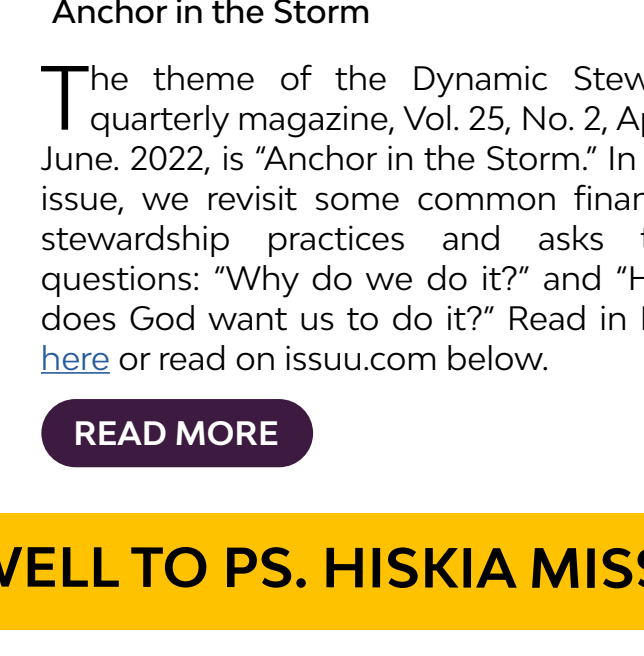 Anchor in the Storm
The theme of the Dynamic Stew
quarterly magazine, Vol. 25, No. 2, Ap
June. 2022, is “Anchor in the Storm.” In
issue, we revisit some common finan
stewardship practices and asks t
questions: “Why do we do it?” and “H
does God want us to do it?” Read in
here or read on issuu.com below.
READ MORE
WELL TO PS. HISKIA MISS